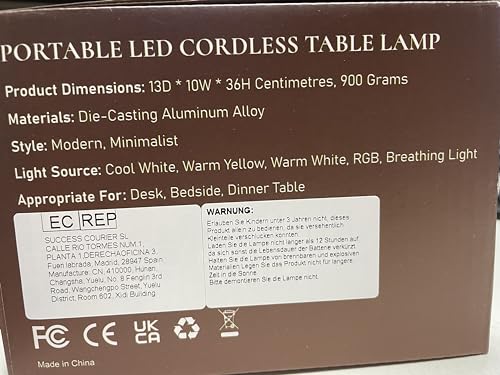 PORTABLE LED CORDLESS TABLE LAMP
Product Dimensions: 13D * 10W * 36H Centimetres, 900 Grams
Materials: Die-Casting Aluminum Alloy
Style: Modern, Minimalist
Light Source: Cool White, Warm Yellow, Warm White, RGB, Breathing Light
Appropriate For: Desk, Bedside, Dinner Table
EC REP
SUCCESS COURIER SL
CALLE RIO TORMES NUM.1,
PLANTA 1.DERECHAOFICINA 3,
Fuen labrada, Madrid, 28947 Spain
Manufacture: CN, 410000, Hunan,
Changsha, Yuelu, No. 8 Fengin 3rd
Road, Wangchengpo Street, Yuelu
District, Room 602, Xidi Building
WARNUNG:
Erlauben Sie Kindern unter 3 Jahren nicht, dieses
Produkt allein zu bedienen, da sie versehentlich
Kleinteile verschlucken könnten.
Laden Sie die Lampe nicht länger als 12 Stunden auf
da sich sonst die Lebensdauer der Batterie verkürzt
Halten Sie die Lampe von brennbaren und explosiven
Materialien Legen Sie das Produkt nicht für längere
Zeit in die Sonne.
Bitte demontieren Sie die Lampe nicht.
FC CE UK CA
Made in China